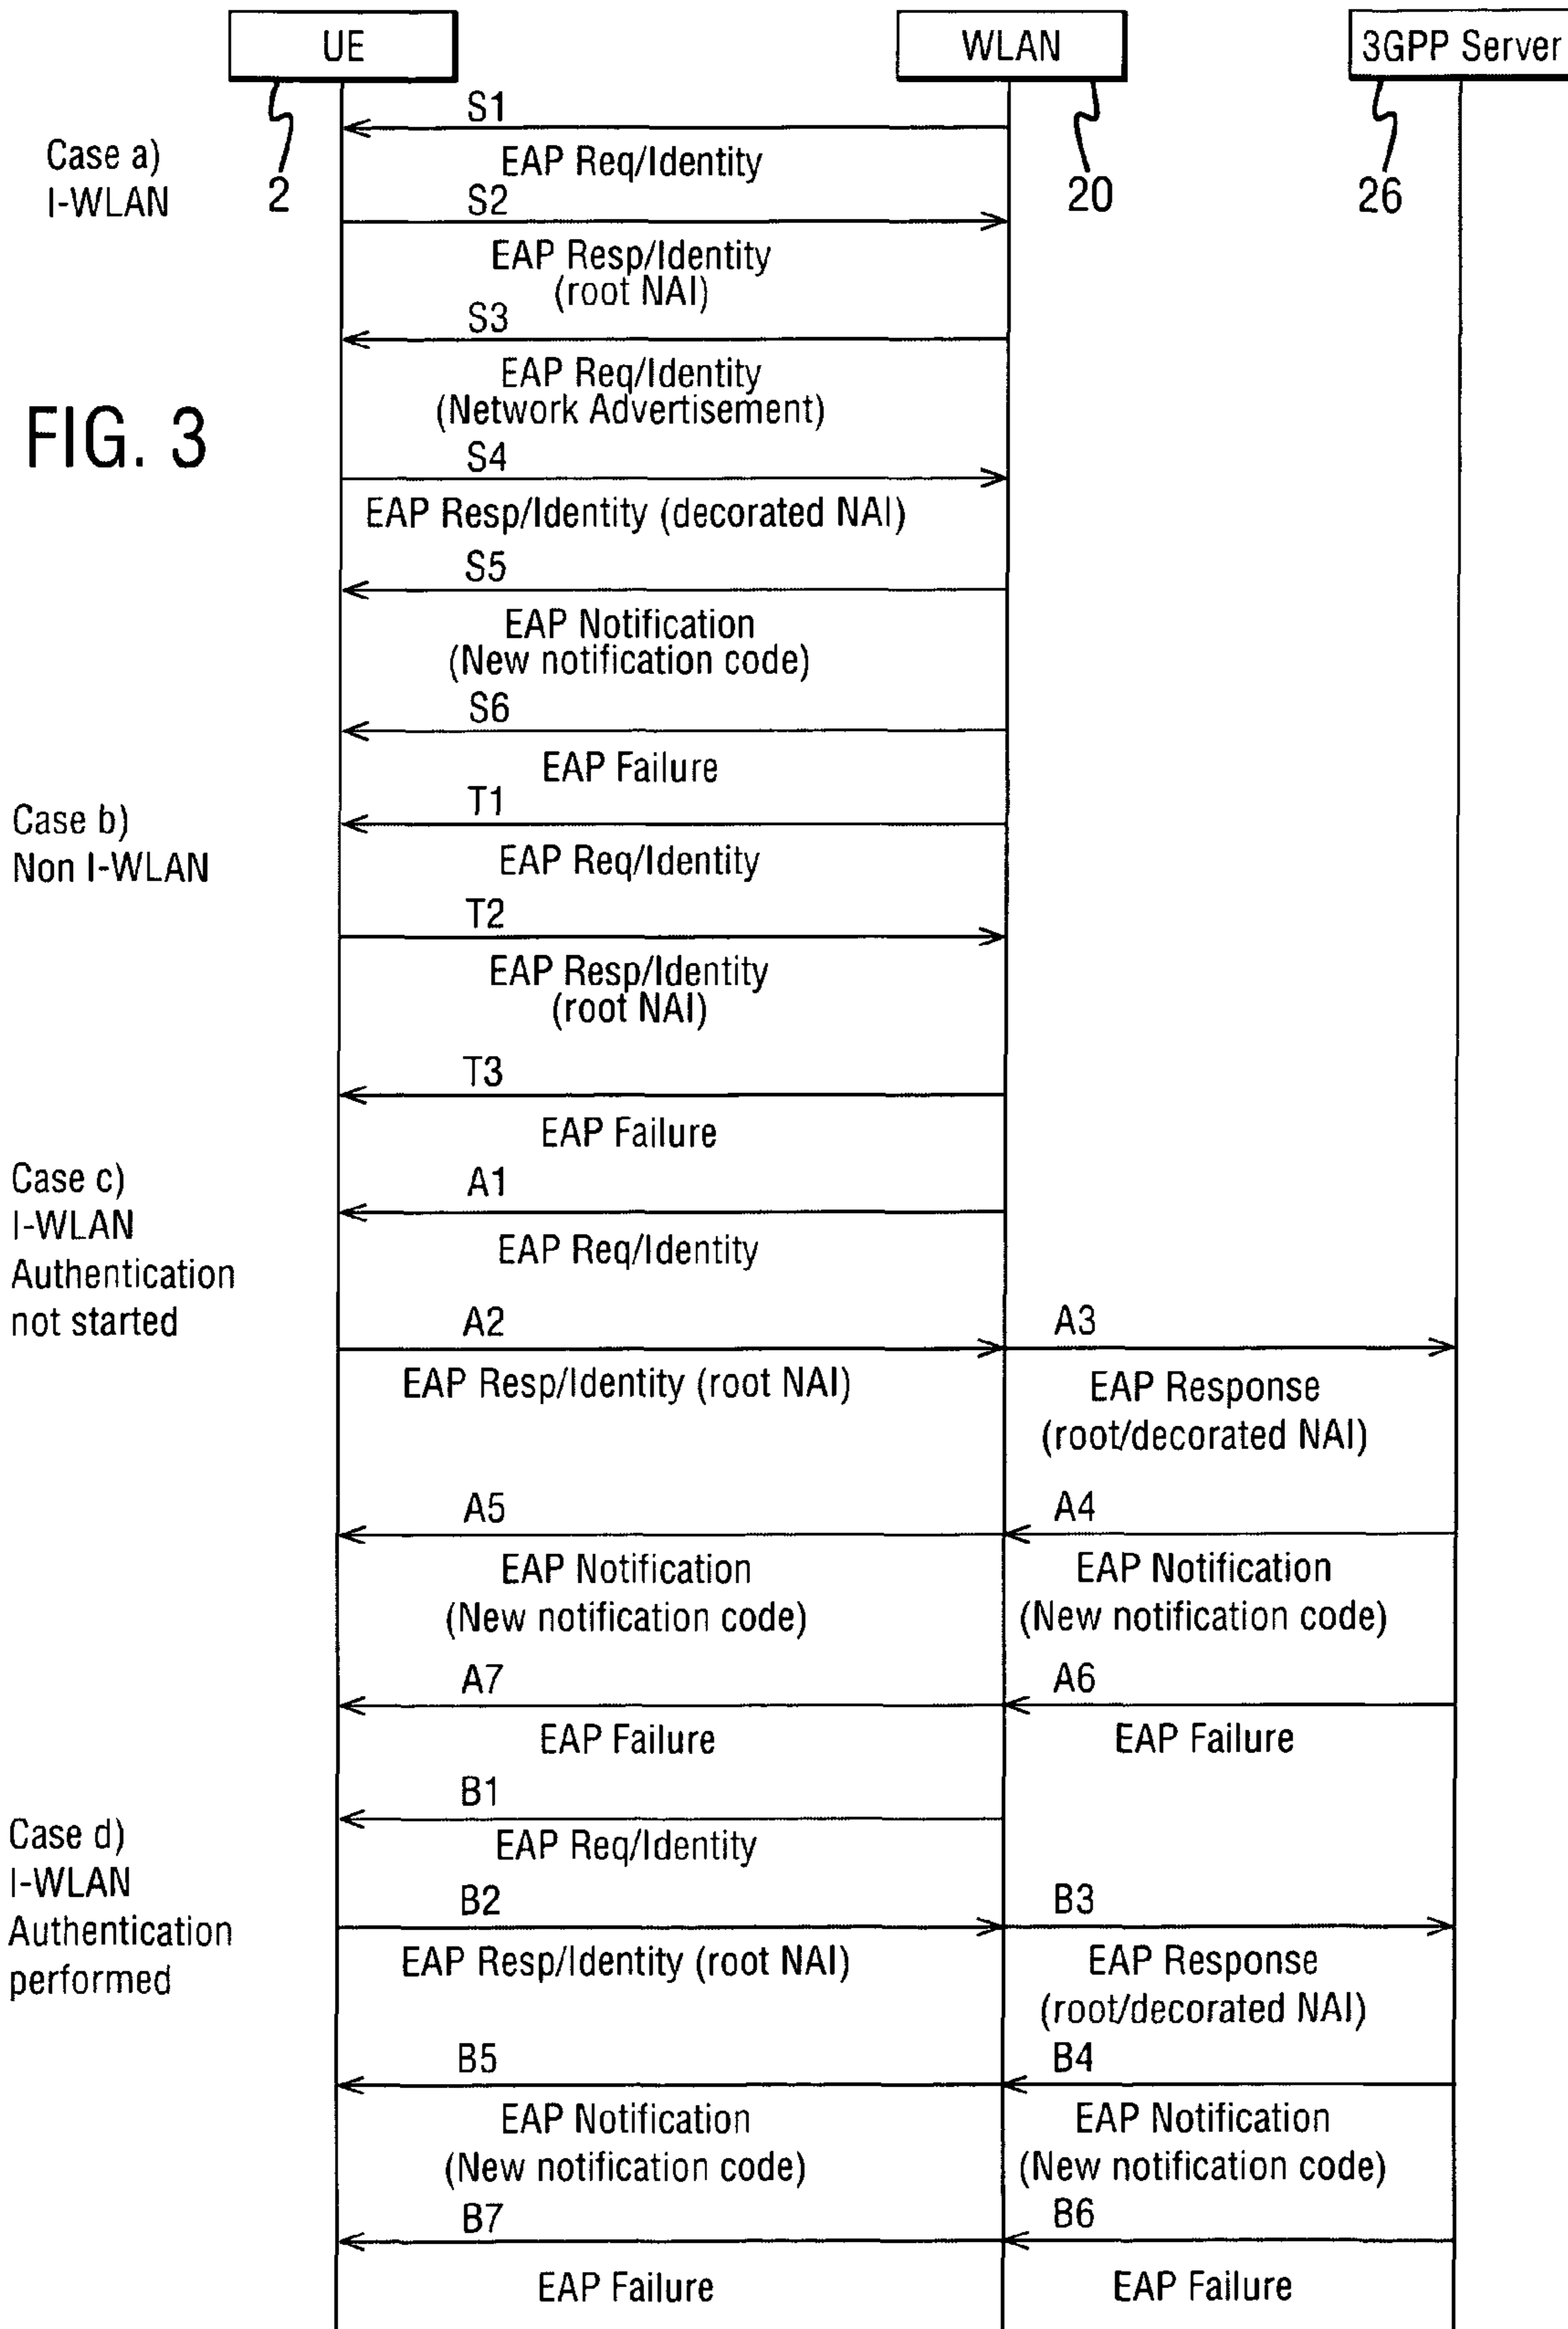 UE
WLAN
3GPP Server
S1
Case a)
I-WLAN
EAP Req/Identity
2
20
26
S2
EAP Resp/Identity
(root NAI)
S3
EAP Req/Identity
(Network Advertisement)
FIG. 3
S4
EAP Resp/Identity (decorated NAI)
S5
EAP Notification
(New notification code)
S6
EAP Failure
Case b)
Non I-WLAN
T1
EAP Req/Identity
T2
EAP Resp/Identity
(root NAI)
T3
EAP Failure
Case c)
I-WLAN
Authentication
not started
A1
EAP Req/Identity
A2
A3
EAP Resp/Identity (root NAI)
EAP Response
(root/decorated NAI)
A5
A4
EAP Notification
(New notification code)
EAP Notification
(New notification code)
A7
A6
EAP Failure
EAP Failure
B1
Case d)
I-WLAN
Authentication
performed
EAP Req/Identity
B2
B3
EAP Resp/Identity (root NAI)
EAP Response
(root/decorated NAI)
B5
B4
EAP Notification
(New notification code)
EAP Notification
(New notification code)
B7
B6
EAP Failure
EAP Failure